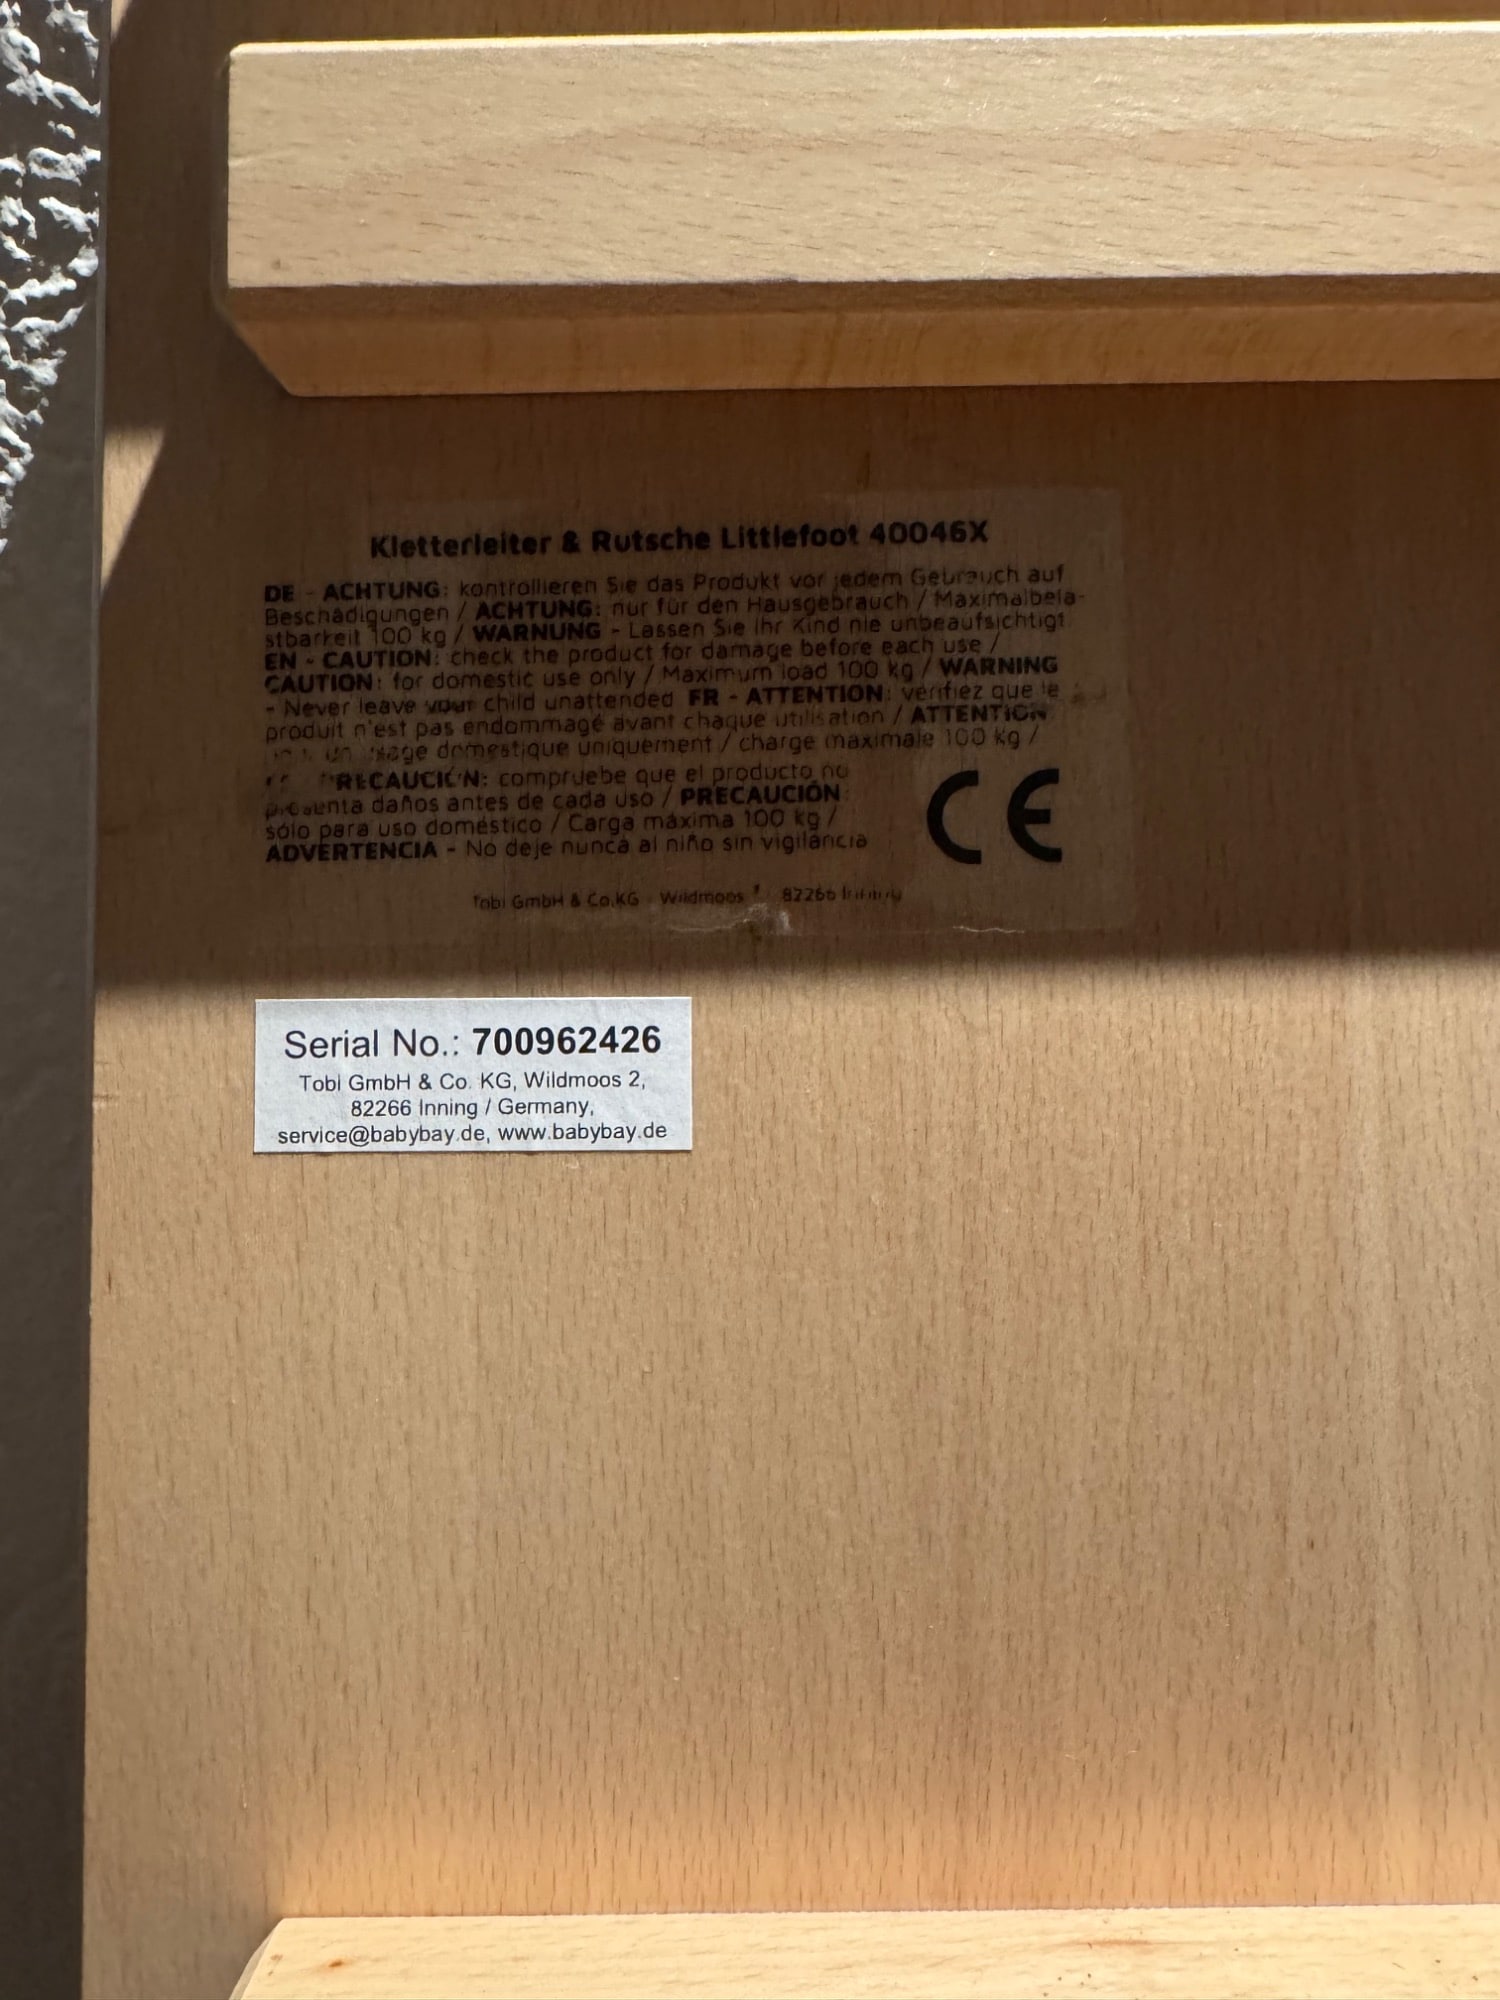 Kletterleiter & Rutsche Littlefoot 40046X
DE - ACHTUNG: kontrollieren Sie das Produkt vor jedem Gebrauch auf
Beschädigungen / ACHTUNG: nur für den Hausgebrauch / Maximalbela-
stbarkeit 100 kg / WARNUNG - Lassen Sie Ihr Kind nie unbeaufsichtigt
EN - CAUTION: check the product for damage before each use /
CAUTION: for domestic use only / Maximum load 100 kg / WARNING
- Never leave your child unattended FR - ATTENTION: vérifiez que le
produit n'est pas endommagé avant chaque utilisation / ATTENTION
usage domestique uniquement / charge maximale 100 kg /
PRECAUCIÓN: compruebe que el producto no
presenta daños antes de cada uso / PRECAUCIÓN:
sólo para uso doméstico / Carga máxima 100 kg /
ADVERTENCIA - No deje nunca al niño sin vigilancia
CE
Tobi GmbH & Co.KG Wildmoos 82266
Serial No.: 700962426
Tobi GmbH & Co. KG, Wildmoos 2,
82266 Inning / Germany,
service@babybay.de, www.babybay.de